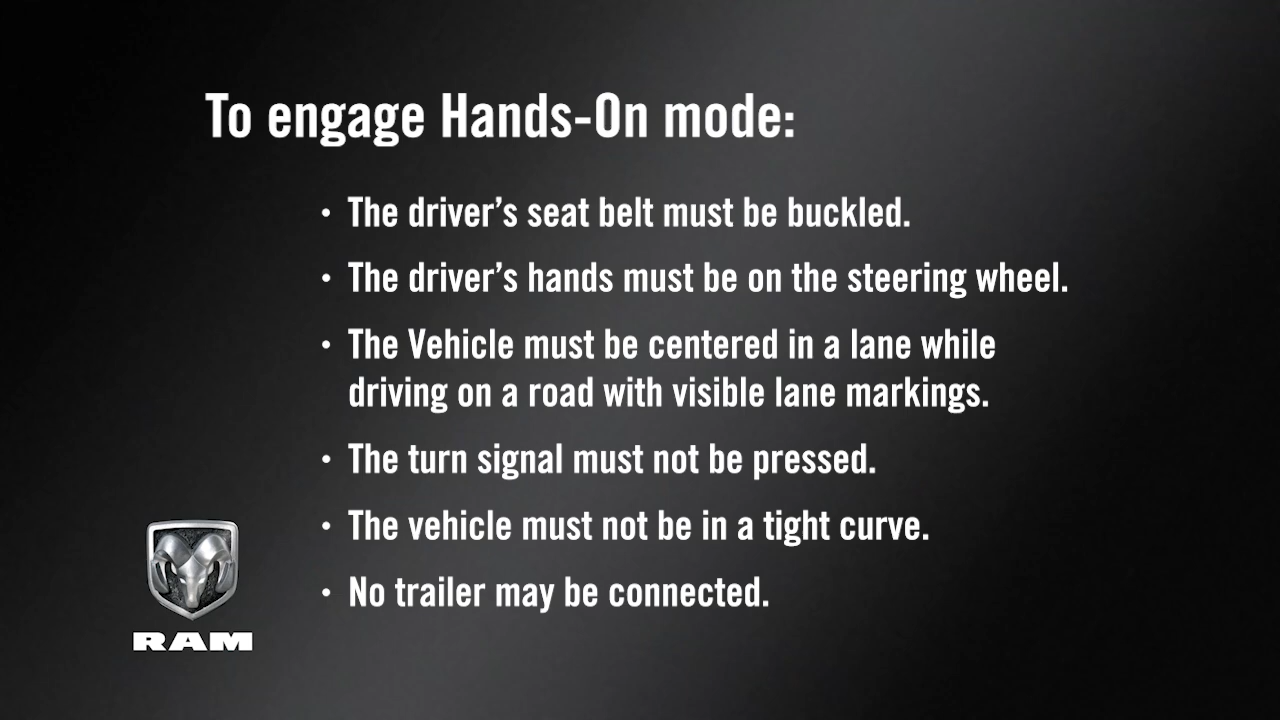 To engage Hands-On mode:
• The driver’s seat belt must be buckled.
• The driver’s hands must be on the steering wheel.
• The Vehicle must be centered in a lane while
driving on a road with visible lane markings.
• The turn signal must not be pressed.
• The vehicle must not be in a tight curve.
• No trailer may be connected.
RAM